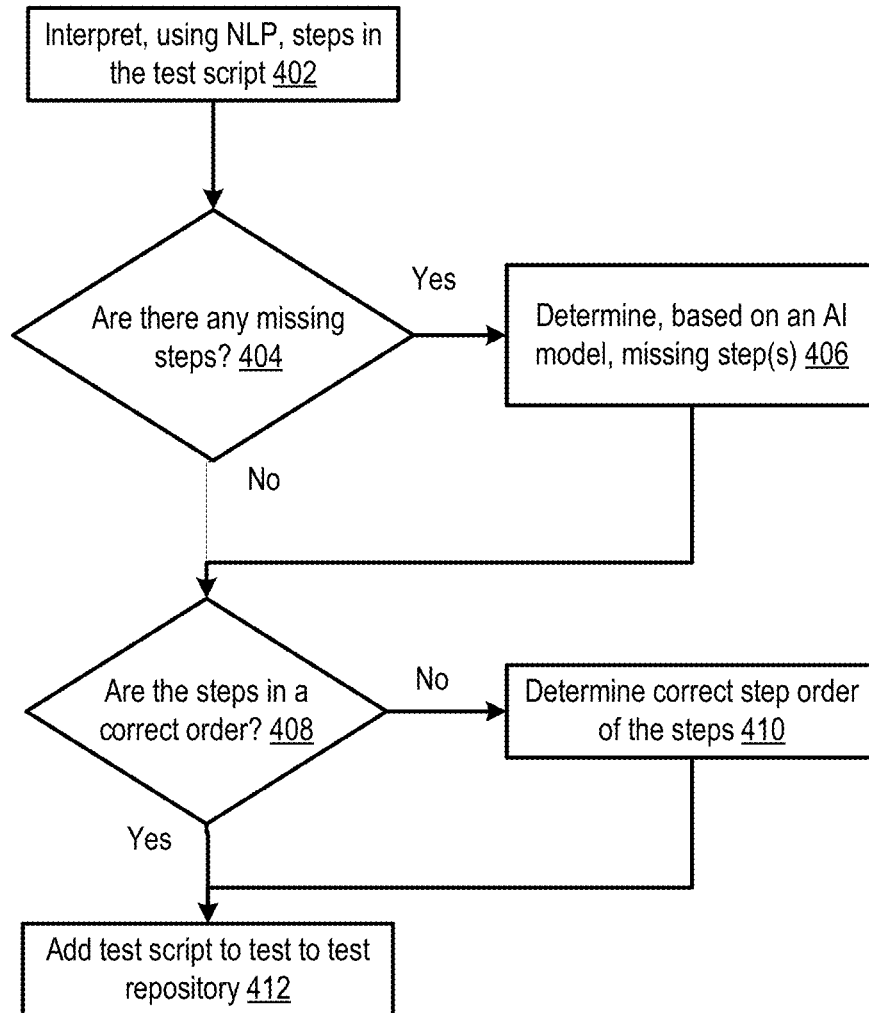 Interpret, using NLP, steps in
the test script 402
Are there any missing
steps? 404
Yes
Determine, based on an AI
model, missing step(s) 406
No
Are the steps in a
correct order? 408
No
Determine correct step order
of the steps 410
Yes
Add test script to test to test
repository 412